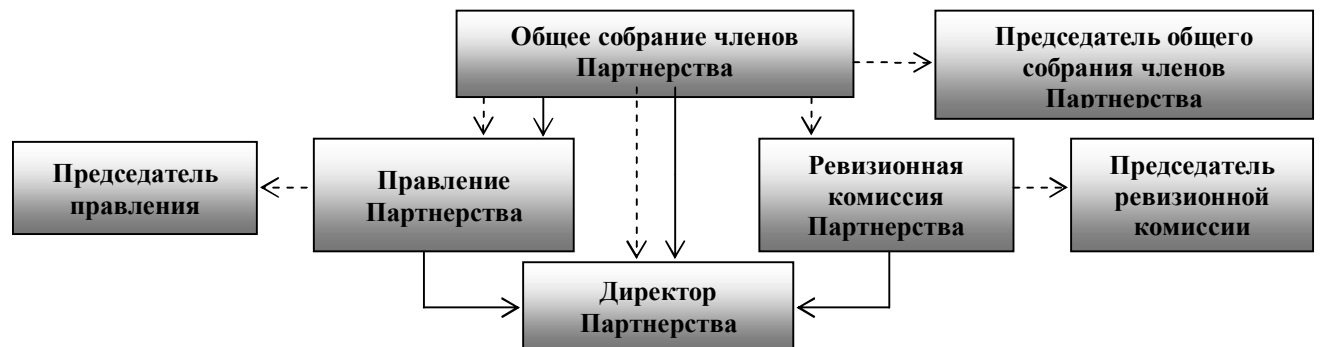 Общее собрание членов
Партнерства
Председатель общего
собрания членов
Партнерства
Председатель
правления
Правление
Партнерства
Ревизионная
комиссия
Партнерства
Председатель
ревизионной
комиссии
Директор
Партнерства